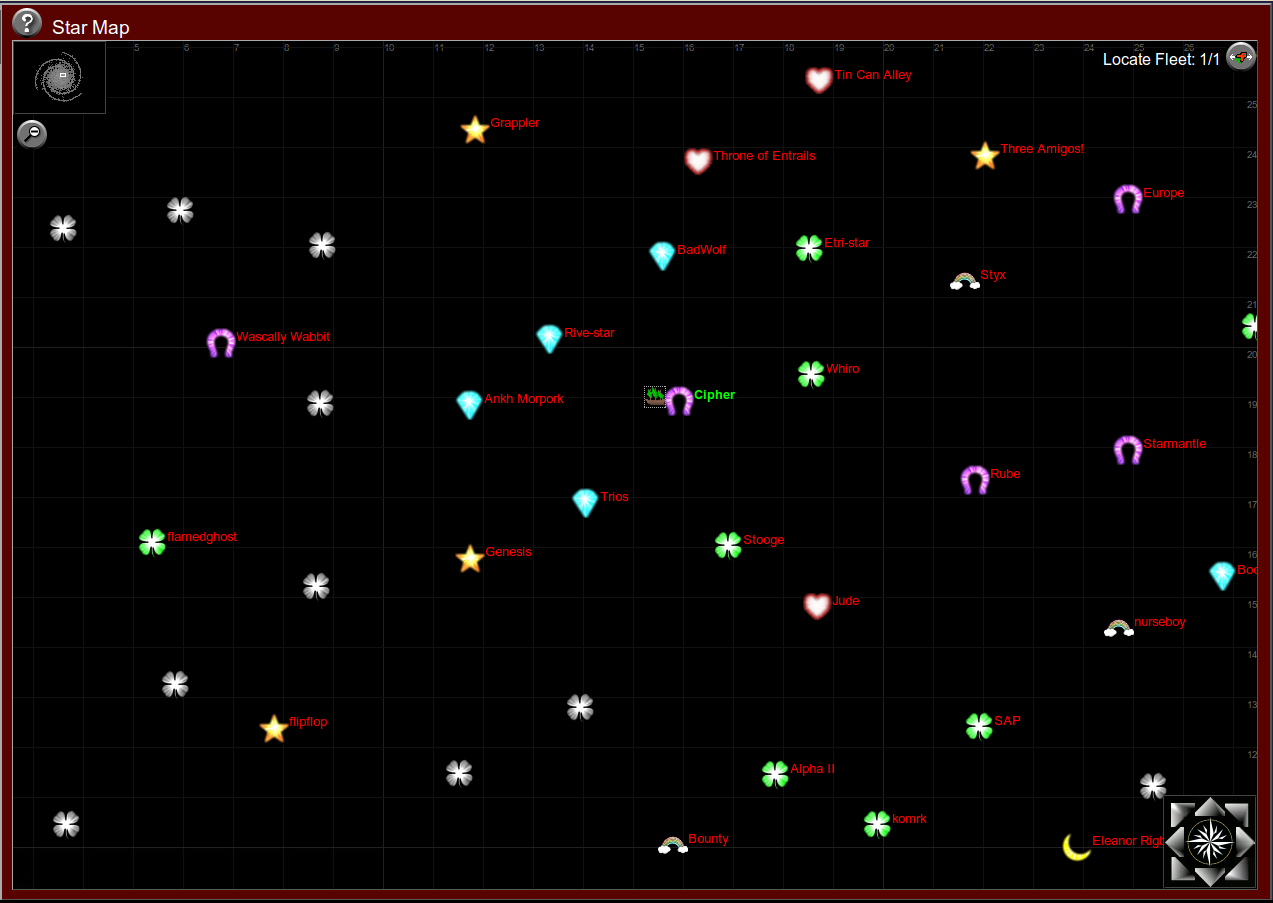 ? Star Map
5 6 7 8 9 10 11 12 13 14 15 16 17 18 19 20 21 22 23 24 25 26
Locate Fleet: 1/1
Tin Can Alley
25
Grappler
Three Amigos!
Throne of Entrails
24
Europe
23
Etri-star
BadWolf
22
Styx
21
Rive-star
Wascally Wabbit
20
Whiro
Cipher
Ankh Morpork
19
Starmantle
18
Rube
Trios
17
flamedghost
Stooge
Genesis
16
Boo
Jude
15
nurseboy
14
13
SAP
flipflop
12
Alpha II
komrk
Bounty
Eleanor Rigt